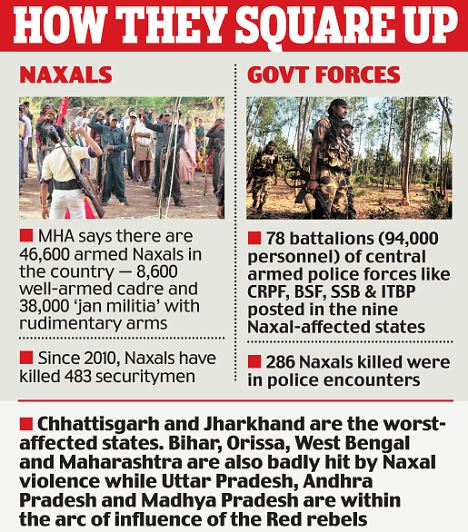 HOW THEY SQUARE UP
NAXALS
MHA says there are
46,600 armed Naxals in
the country — 8,600
well-armed cadre and
38,000 'jan militia' with
rudimentary arms
Since 2010, Naxals have
killed 483 securitymen
GOVT FORCES
78 battalions (94,000
personnel) of central
armed police forces like
CRPF, BSF, SSB & ITBP
posted in the nine
Naxal-affected states
286 Naxals killed were
in police encounters
Chhattisgarh and Jharkhand are the worst-
affected states. Bihar, Orissa, West Bengal
and Maharashtra are also badly hit by Naxal
violence while Uttar Pradesh, Andhra
Pradesh and Madhya Pradesh are within
the arc of influence of the Red rebels